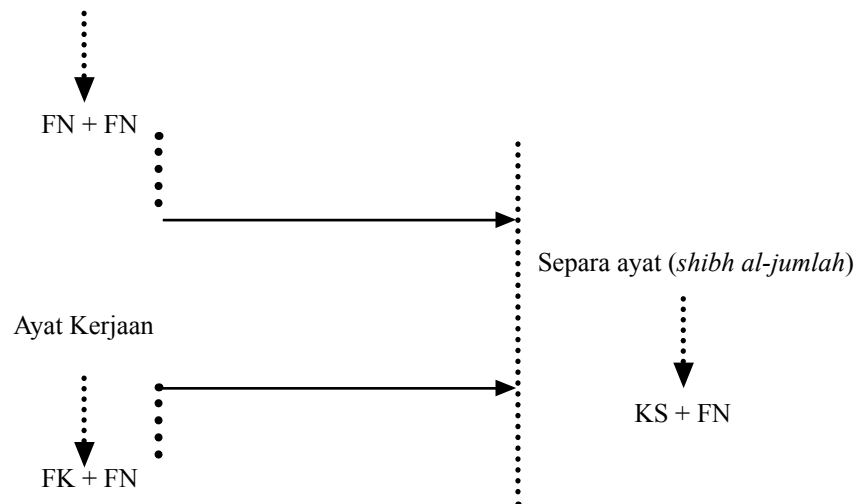 FN + FN
Separa ayat (shibh al-jumlah)
Ayat Kerjaan
KS + FN
FK + FN